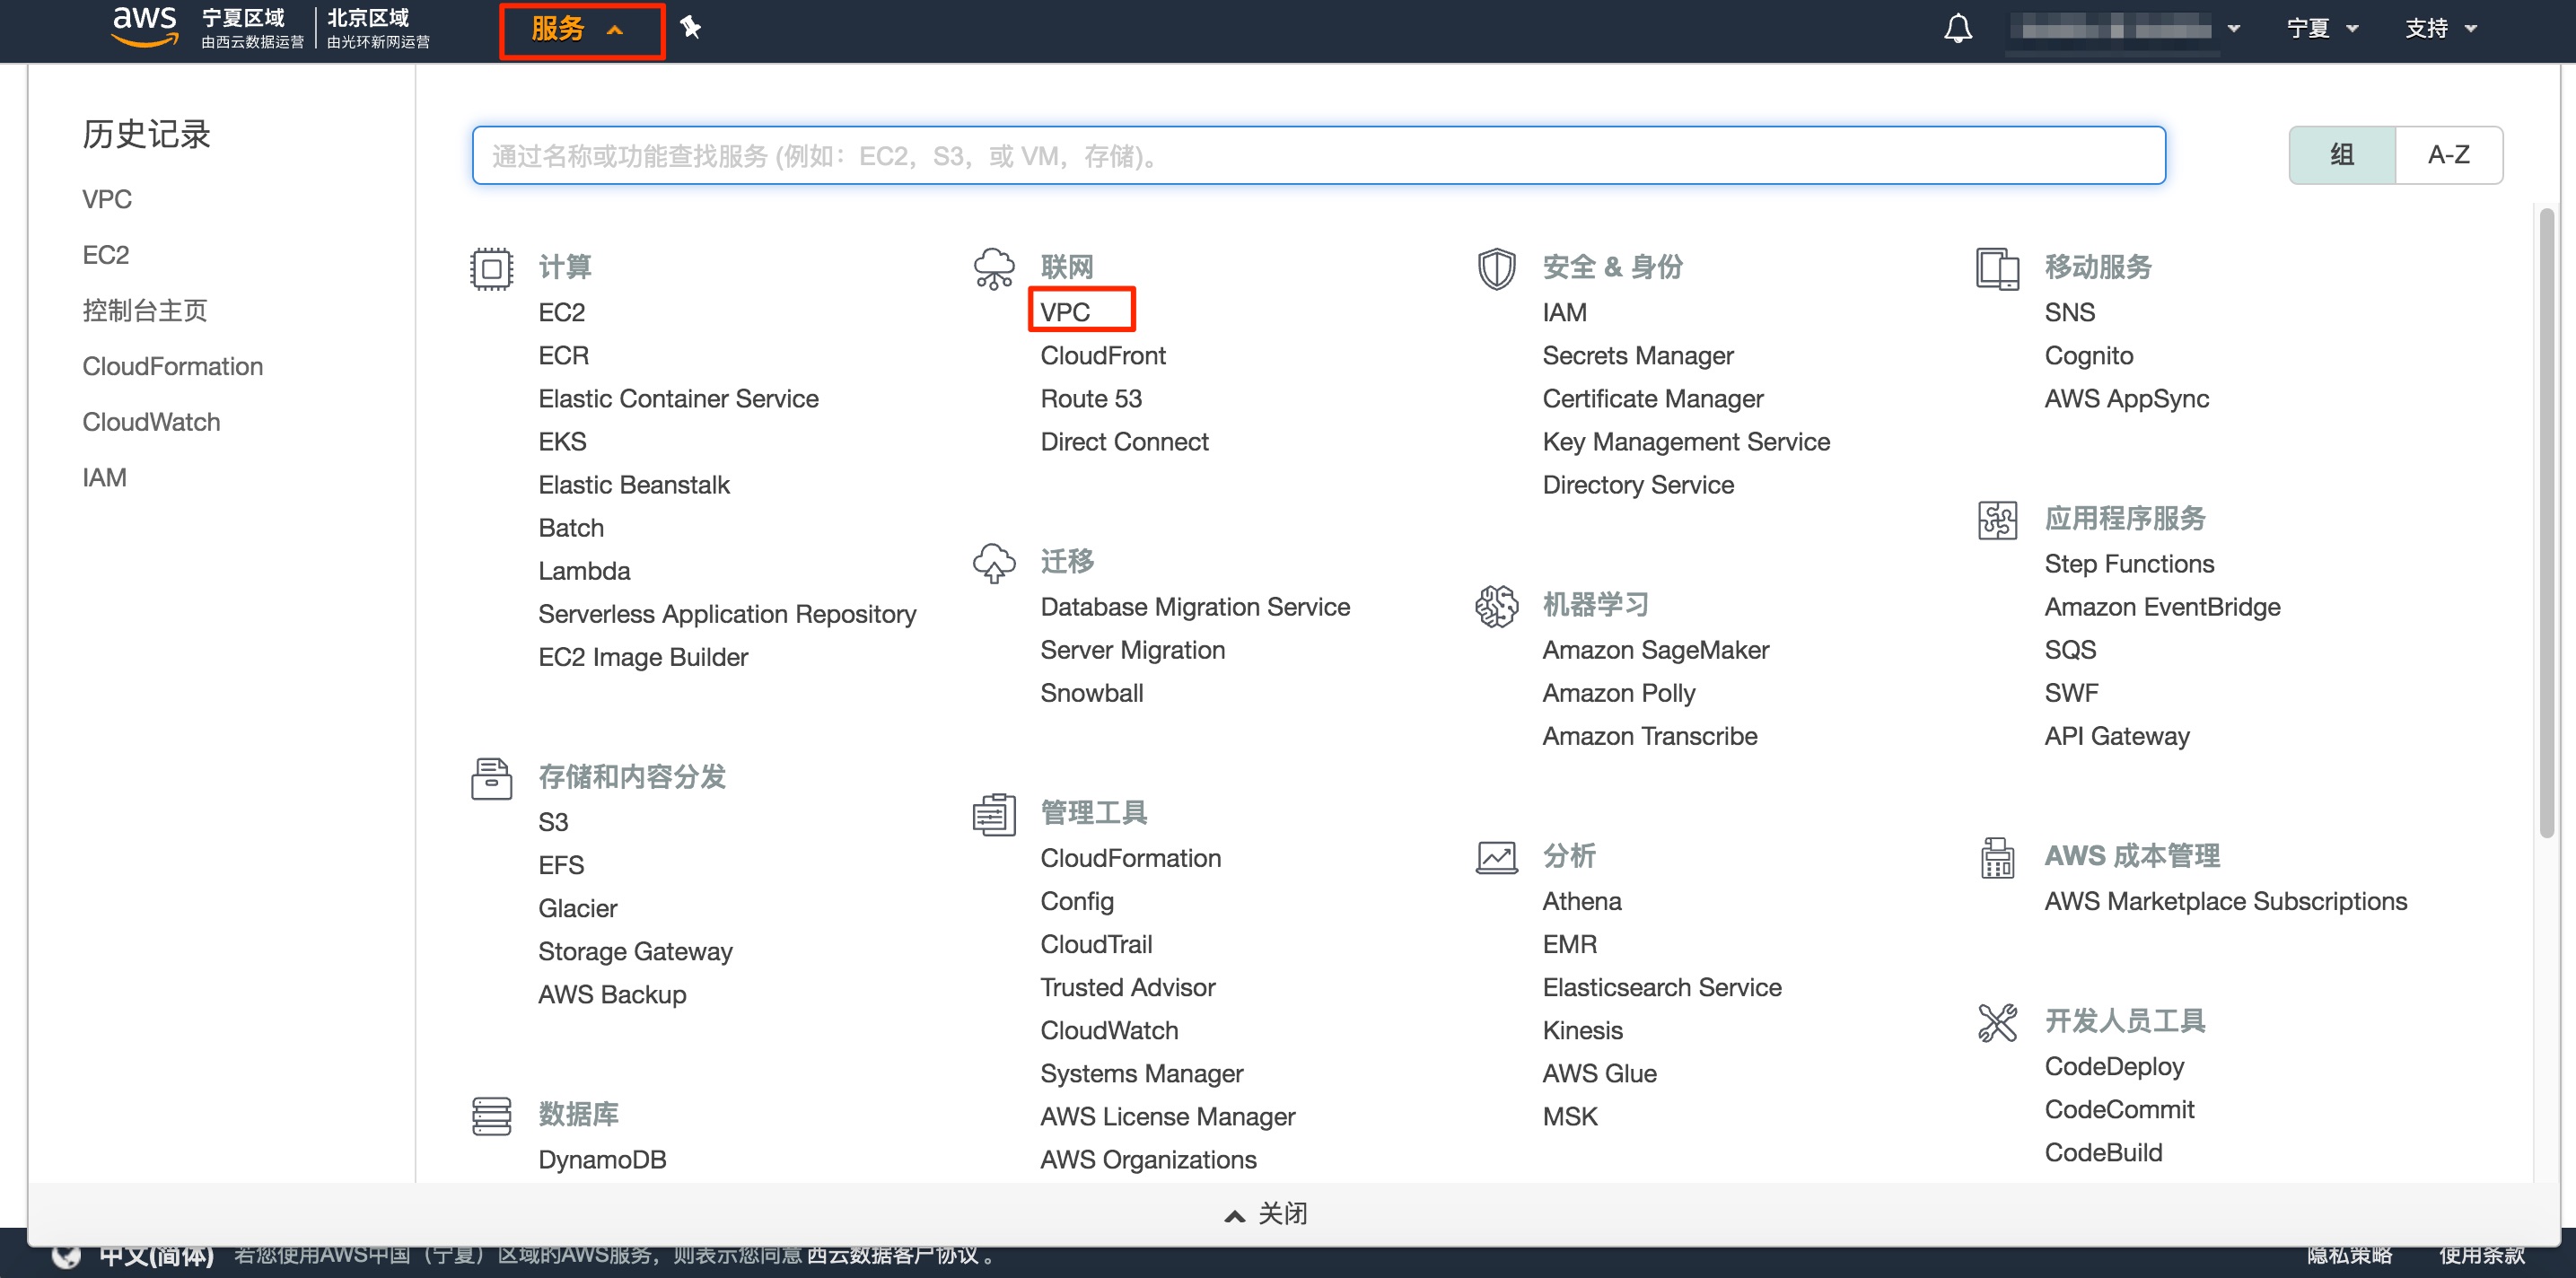 aws
宁夏区域
由西云数据运营
北京区域
由光环新网运营
服务
宁夏
支持
历史记录
VPC
EC2
控制台主页
CloudFormation
CloudWatch
IAM
通过名称或功能查找服务 (例如：EC2，S3，或 VM，存储)。
组
A-Z
计算
EC2
ECR
Elastic Container Service
EKS
Elastic Beanstalk
Batch
Lambda
Serverless Application Repository
EC2 Image Builder
存储和内容分发
S3
EFS
Glacier
Storage Gateway
AWS Backup
数据库
DynamoDB
联网
VPC
CloudFront
Route 53
Direct Connect
迁移
Database Migration Service
Server Migration
Snowball
管理工具
CloudFormation
Config
CloudTrail
Trusted Advisor
CloudWatch
Systems Manager
AWS License Manager
AWS Organizations
安全 & 身份
IAM
Secrets Manager
Certificate Manager
Key Management Service
Directory Service
机器学习
Amazon SageMaker
Amazon Polly
Amazon Transcribe
分析
Athena
EMR
Elasticsearch Service
Kinesis
AWS Glue
MSK
移动服务
SNS
Cognito
AWS AppSync
应用程序服务
Step Functions
Amazon EventBridge
SQS
SWF
API Gateway
AWS 成本管理
AWS Marketplace Subscriptions
开发人员工具
CodeDeploy
CodeCommit
CodeBuild
关闭
中文(简体)
若您使用AWS中国（宁夏）区域的AWS服务，则表示您同意 西云数据客户协议 。
隐私策略
使用条款